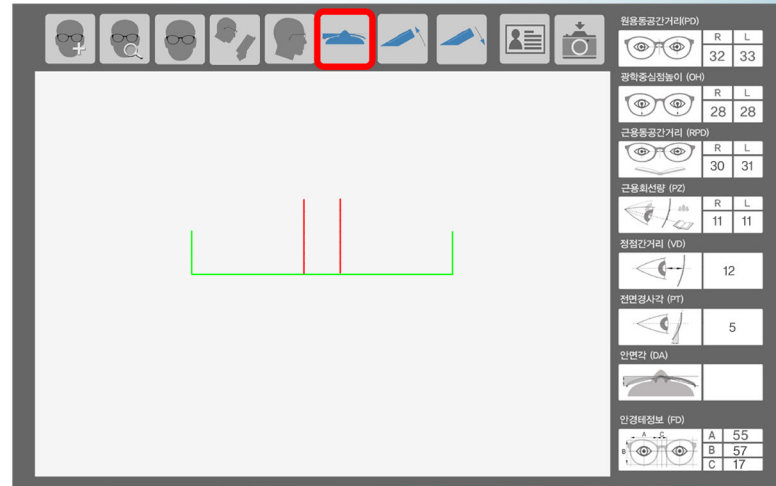 원용동공간거리(PD)
R L
32 33
광학중심점높이 (OH)
R L
28 28
근용동공간거리 (RPD)
R L
30 31
근용회선량 (PZ)
R L
11 11
정점간거리 (VD)
12
전면경사각 (PT)
5
안면각 (DA)
안경테정보 (FD)
A C
B
A 55
B 57
C 17